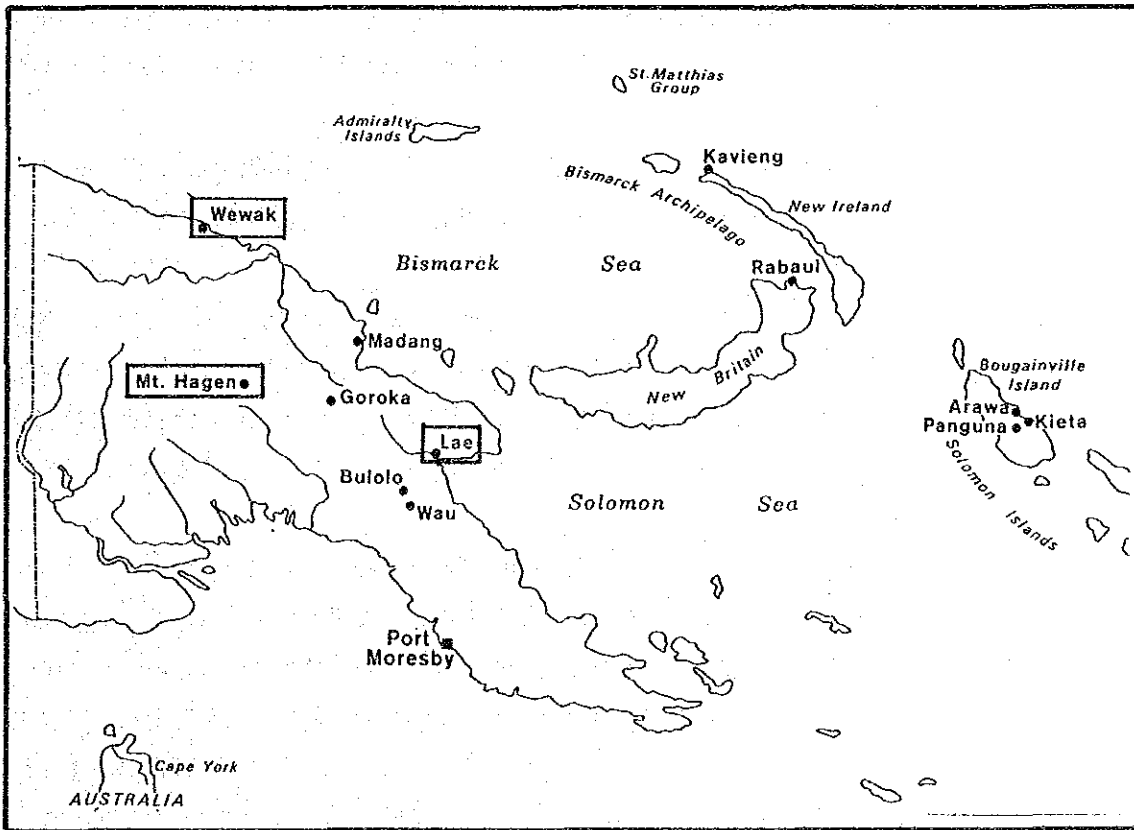 St. Matthias
Group
Admiralty
Islands
Kavieng
Bismarck Archipelago
New Ireland
Wewak
Bismarck Sea
Rabaul
Madang
New Britain
Mt. Hagen
Goroka
Bougainville
Island
Arawa
Kieta
Panguna
Lae
Solomon Islands
Bulolo
Wau
Solomon Sea
Port
Moresby
Cape York
AUSTRALIA